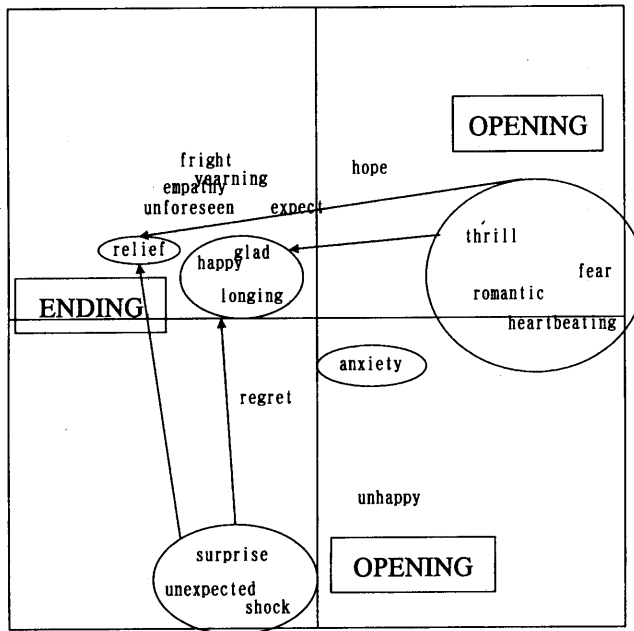 OPENING
fright
yearning
hope
empathy
unforeseen
expect
thrill
relief
glad
happy
fear
longing
romantic
ENDING
heartbeating
anxiety
regret
unhappy
surprise
OPENING
unexpected
shock